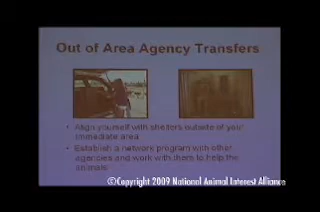 Out of Area Agency Transfers
• Align yourself with shelters outside of your
immediate area
• Establish a network program with other
agencies and work with them to help the
animals
©Copyright 2009 National Animal Interest Alliance